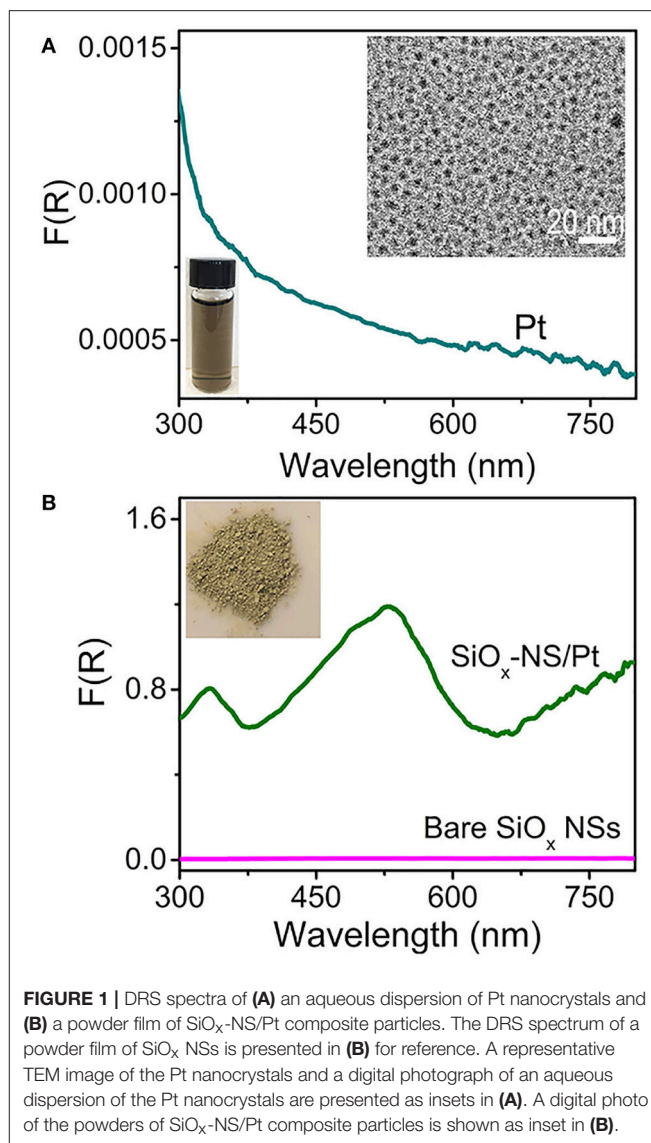 A
0.0015
0.0010
0.0005
F(R)
20 nm
Pt
300 450 600 750
Wavelength (nm)
B
1.6
0.8
0.0
F(R)
SiOₓ-NS/Pt
Bare SiOₓ NSs
300 450 600 750
Wavelength (nm)
FIGURE 1 | DRS spectra of (A) an aqueous dispersion of Pt nanocrystals and
(B) a powder film of SiOₓ-NS/Pt composite particles. The DRS spectrum of a
powder film of SiOₓ NSs is presented in (B) for reference. A representative
TEM image of the Pt nanocrystals and a digital photograph of an aqueous
dispersion of the Pt nanocrystals are presented as insets in (A). A digital photo
of the powders of SiOₓ-NS/Pt composite particles is shown as inset in (B).